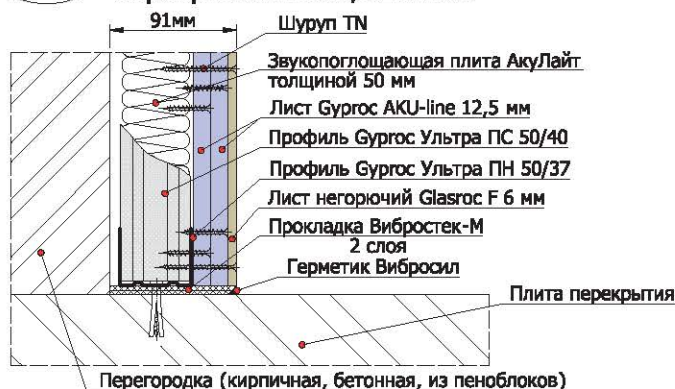 91мм
Шуруп TN
Звукопоглощающая плита АкуЛайт
толщиной 50 мм
Лист Gyproc AKU-line 12,5 мм
Профиль Gyproc Ультра ПС 50/40
Профиль Gyproc Ультра ПН 50/37
Лист негорючий Glasroc F 6 мм
Прокладка Вибростек-М
2 слоя
Герметик Вибросил
Плита перекрытия
Перегородка (кирпичная, бетонная, из пеноблоков)